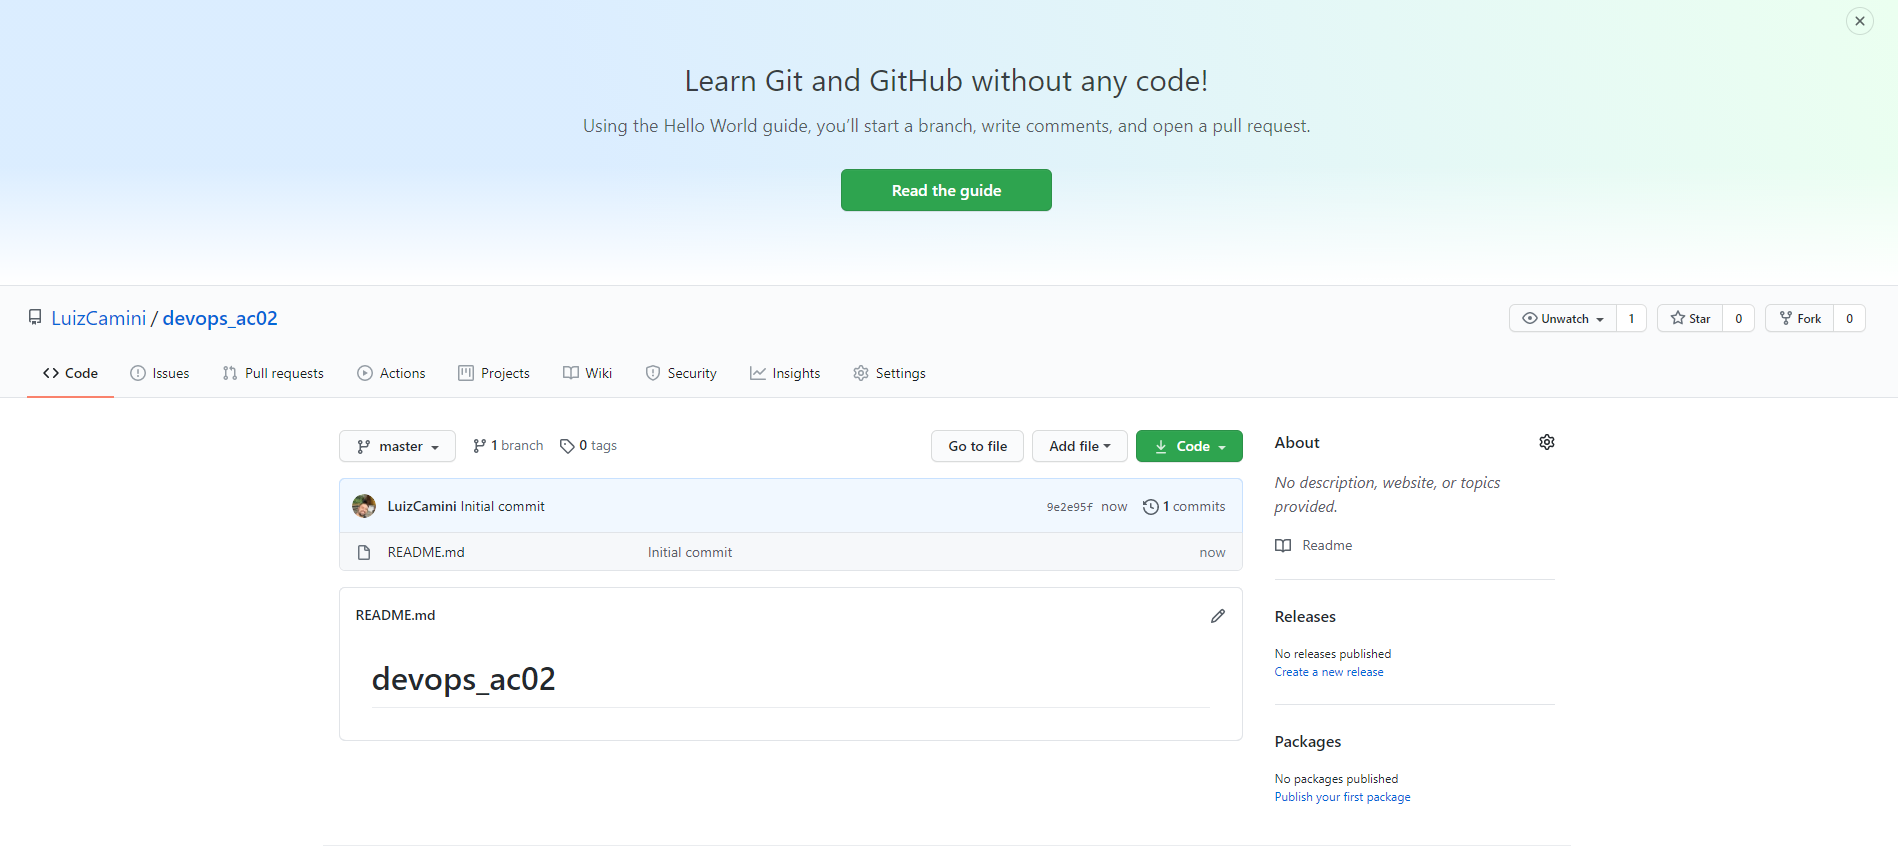 Learn Git and GitHub without any code!
Using the Hello World guide, you’ll start a branch, write comments, and open a pull request.
Read the guide
LuizCamini / devops_ac02
Unwatch 1 Star 0 Fork 0
Code Issues Pull requests Actions Projects Wiki Security Insights Settings
master 1 branch 0 tags Go to file Add file Code
LuizCamini Initial commit 9e2e95f now 1 commits
README.md Initial commit now
README.md
devops_ac02
About
No description, website, or topics
provided.
Readme
Releases
No releases published
Create a new release
Packages
No packages published
Publish your first package